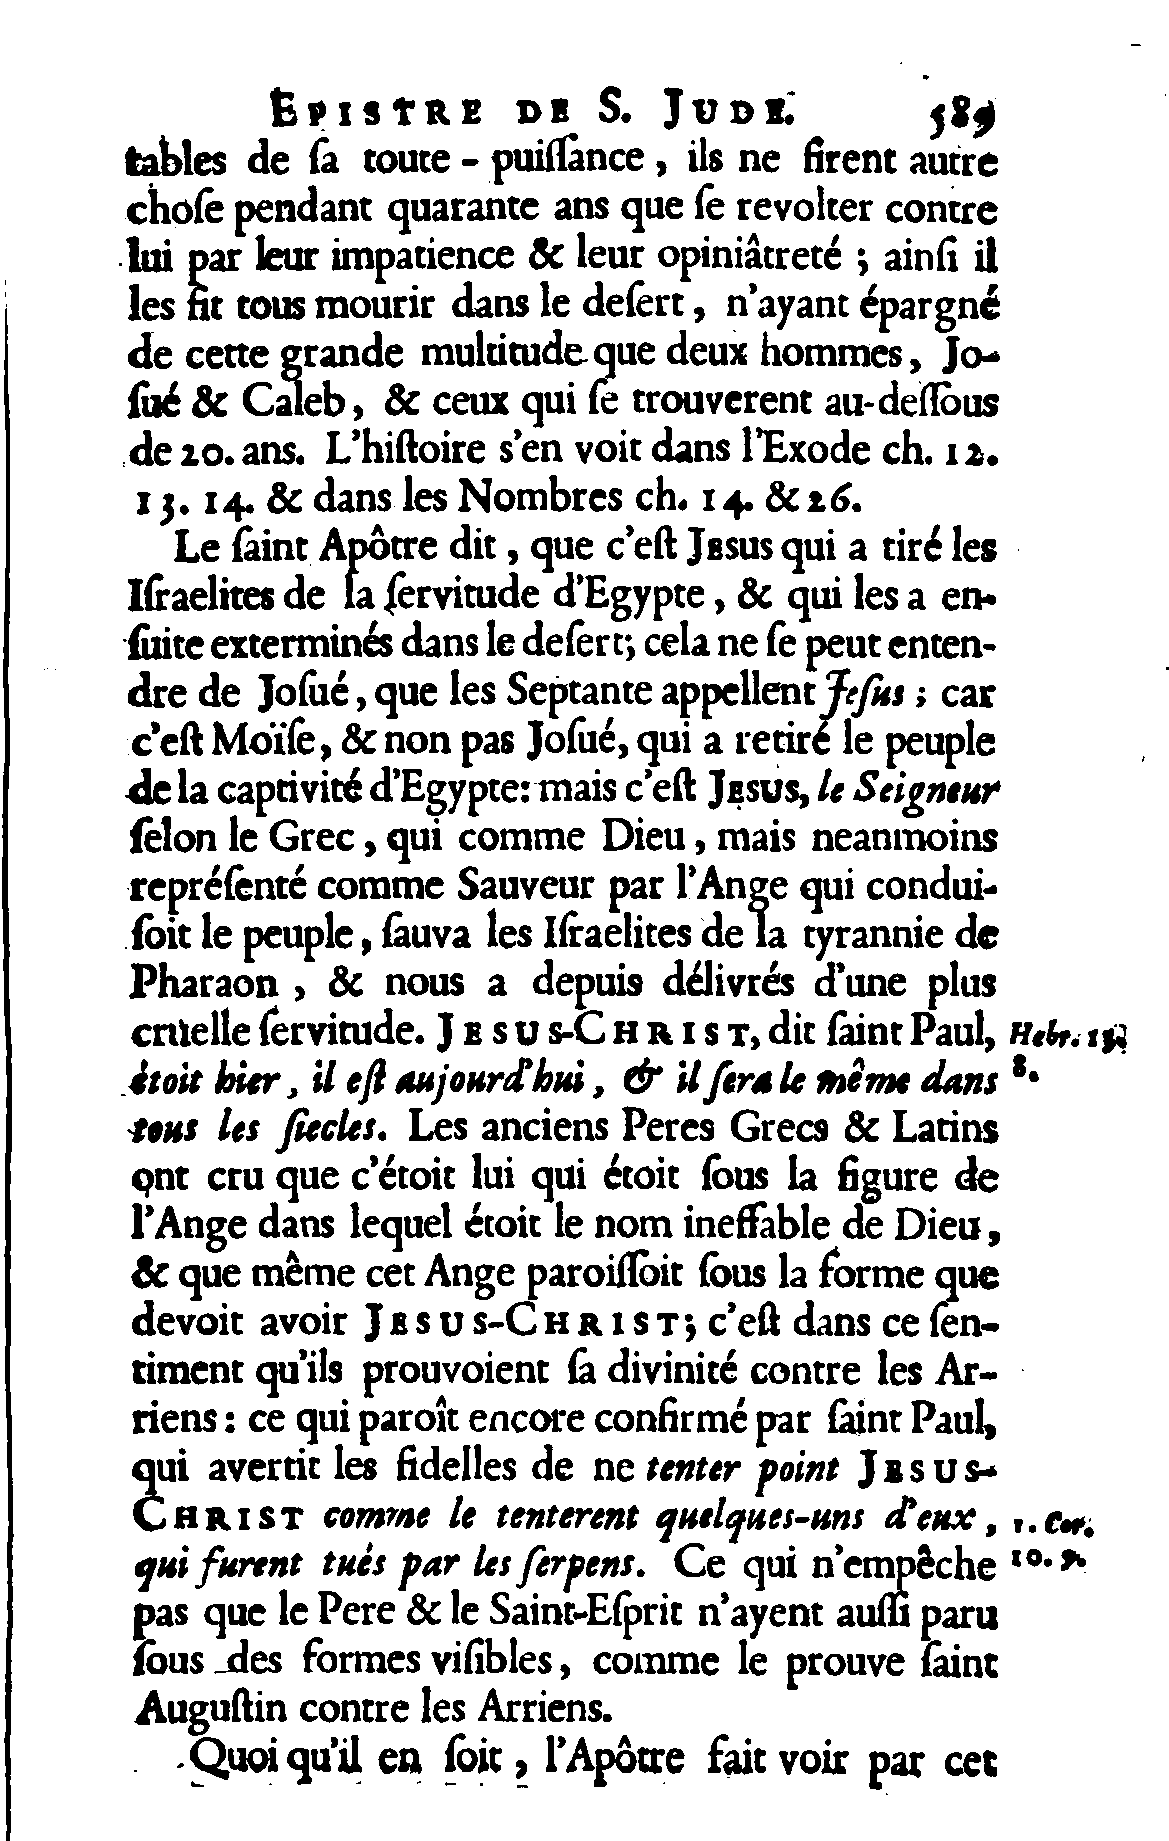 EPISTRE DE S. JUDE. 589
tables de ſa toute-puiſſance, ils ne firent autre
choſe pendant quarante ans que ſe revolter contre
lui par leur impatience & leur opiniâtreté ; ainſi il
les fit tous mourir dans le deſert, n'ayant épargné
de cette grande multitude que deux hommes, Jo-
ſué & Caleb, & ceux qui ſe trouverent au-deſſous
de 20. ans. L'hiſtoire s'en voit dans l'Exode ch. 12.
13. 14. & dans les Nombres ch. 14. & 26.
Le ſaint Apôtre dit, que c'eſt JESUS qui a tiré les
Iſraelites de la ſervitude d'Egypte, & qui les a en-
ſuite exterminés dans le deſert; cela ne ſe peut enten-
dre de Joſué, que les Septante appellent Jeſus ; car
c'eſt Moïſe, & non pas Joſué, qui a retiré le peuple
de la captivité d'Egypte: mais c'eſt JESUS, le Seigneur
ſelon le Grec, qui comme Dieu, mais neanmoins
repréſenté comme Sauveur par l'Ange qui condui-
ſoit le peuple, ſauva les Iſraelites de la tyrannie de
Pharaon, & nous a depuis délivrés d'une plus
cruelle ſervitude. JESUS-CHRIST, dit ſaint Paul, Hebr. 13.
étoit hier, il eſt aujourd'hui, & il ſera le même dans 8.
tous les ſiecles. Les anciens Peres Grecs & Latins
ont cru que c'étoit lui qui étoit ſous la figure de
l'Ange dans lequel étoit le nom ineffable de Dieu,
& que même cet Ange paroiſſoit ſous la forme que
devoit avoir JESUS-CHRIST; c'eſt dans ce ſen-
timent qu'ils prouvoient ſa divinité contre les Ar-
riens: ce qui paroît encore confirmé par ſaint Paul,
qui avertit les fidelles de ne tenter point JESUS-
CHRIST comme le tenterent quelques-uns d'eux, 1. Cor.
qui furent tués par les ſerpens. Ce qui n'empêche 10. 9.
pas que le Pere & le Saint-Eſprit n'ayent auſſi paru
ſous des formes viſibles, comme le prouve ſaint
Auguſtin contre les Arriens.
Quoi qu'il en ſoit, l'Apôtre fait voir par cet